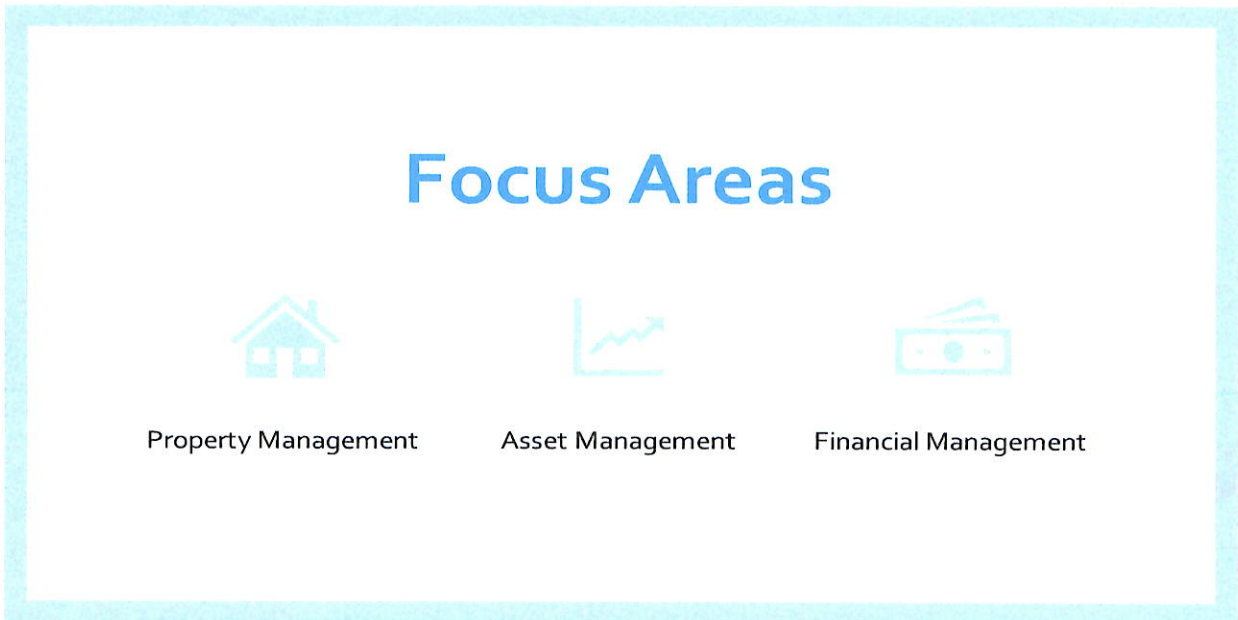 Focus Areas
Property Management
Asset Management
Financial Management